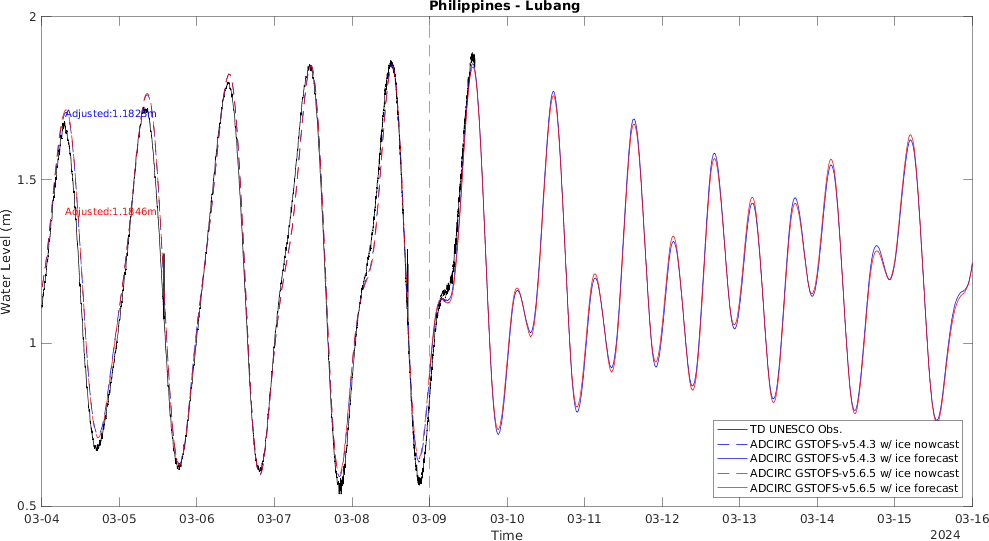 Philippines - Lubang
2
1.5
1
0.5
Water Level (m)
Adjusted:1.1825m
Adjusted:1.1846m
TD UNESCO Obs.
ADCIRC GSTOFS-v5.4.3 w/ ice nowcast
ADCIRC GSTOFS-v5.4.3 w/ ice forecast
ADCIRC GSTOFS-v5.6.5 w/ ice nowcast
ADCIRC GSTOFS-v5.6.5 w/ ice forecast
03-04 03-05 03-06 03-07 03-08 03-09 03-10 03-11 03-12 03-13 03-14 03-15 03-16
Time
2024